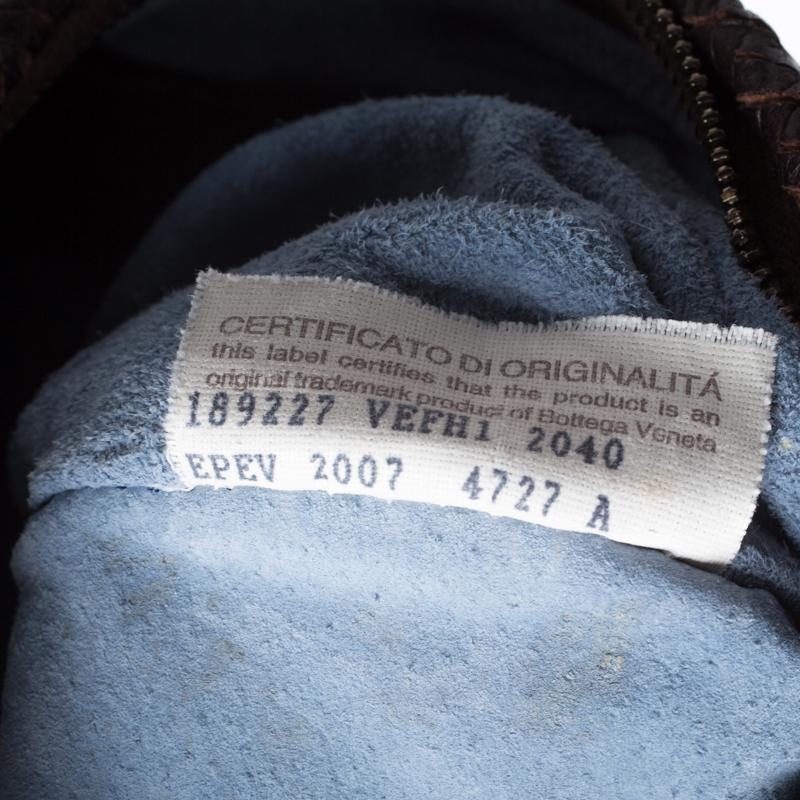 CERTIFICATO DI ORIGINALITÁ
this label certifies that the product is an
original trademark product of Bottega Veneta
189227 VEFH1 2040
EPEV 2007 4727 A